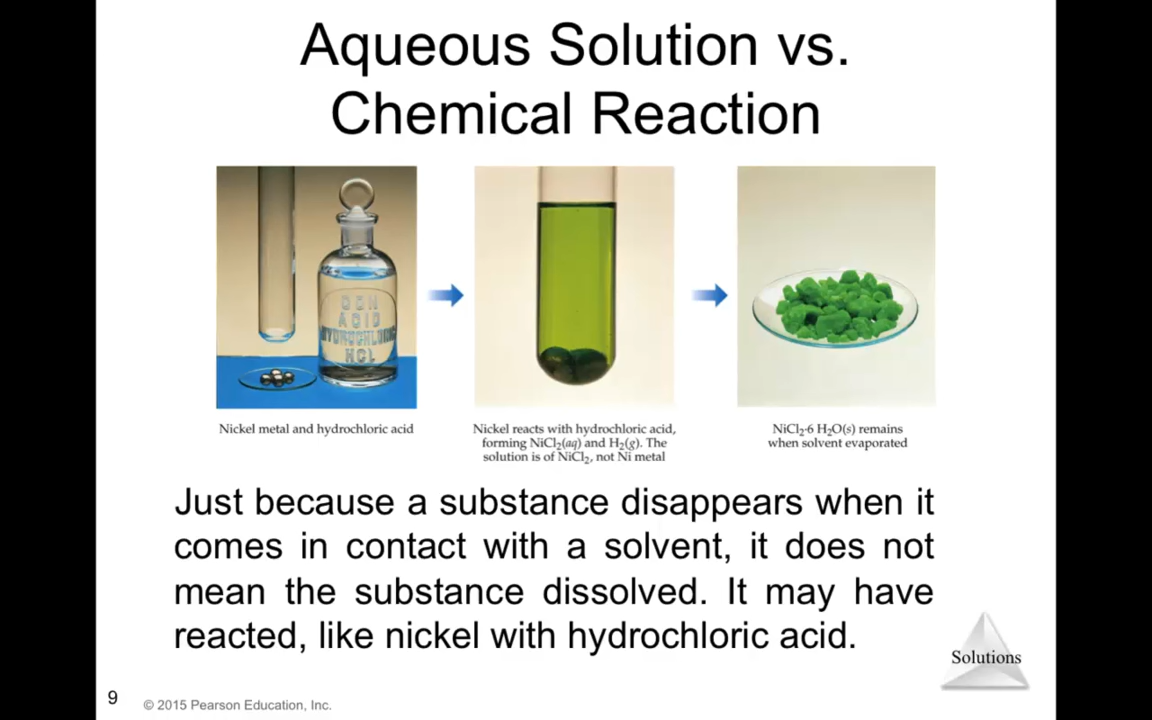 Aqueous Solution vs.
Chemical Reaction
ACID
HYDROCHLORIC
HCL
Nickel metal and hydrochloric acid
Nickel reacts with hydrochloric acid,
forming NiCl₂(aq) and H₂(g). The
solution is of NiCl₂, not Ni metal
NiCl₂·6 H₂O(s) remains
when solvent evaporated
Just because a substance disappears when it
comes in contact with a solvent, it does not
mean the substance dissolved. It may have
reacted, like nickel with hydrochloric acid.
Solutions
9
© 2015 Pearson Education, Inc.